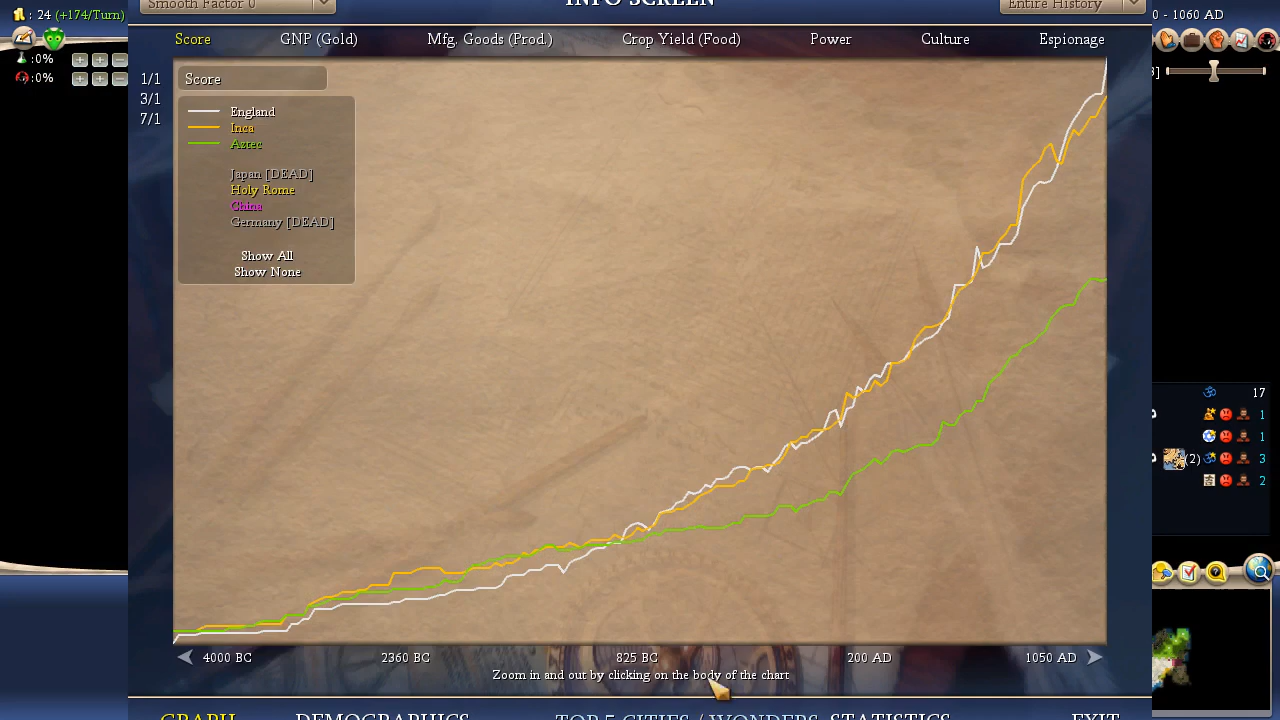 Smooth Factor 0
INFO SCREEN
Entire History
: 24 (+174/Turn)
0 - 1060 AD
Score GNP (Gold) Mfg. Goods (Prod.) Crop Yield (Food) Power Culture Espionage
:0%
:0%
1/1
3/1
7/1
Score
England
Inca
Aztec
Japan [DEAD]
Holy Rome
China
Germany [DEAD]
Show All
Show None
17
1
1
(2) 3
2
4000 BC 2360 BC 825 BC 200 AD 1050 AD
Zoom in and out by clicking on the body of the chart
GRAPH DEMOGRAPHICS TOP 5 CITIES / WONDERS STATISTICS EXIT